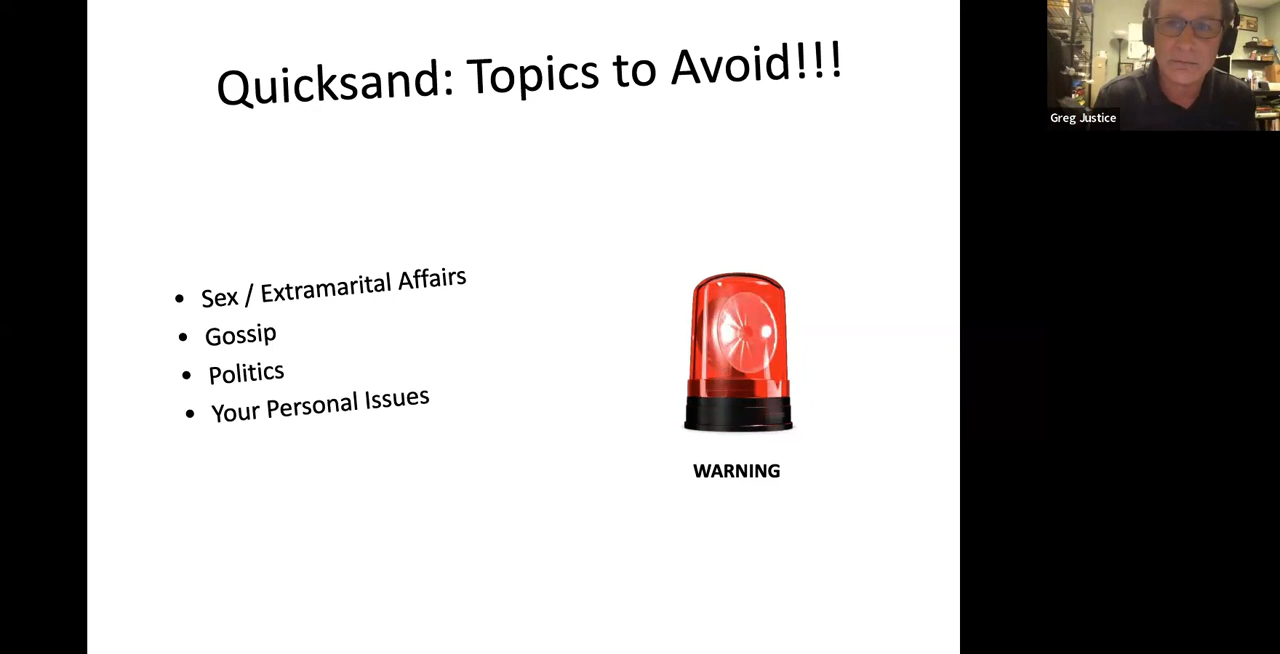 Quicksand: Topics to Avoid!!!
Greg Justice
• Sex / Extramarital Affairs
• Gossip
• Politics
• Your Personal Issues
WARNING